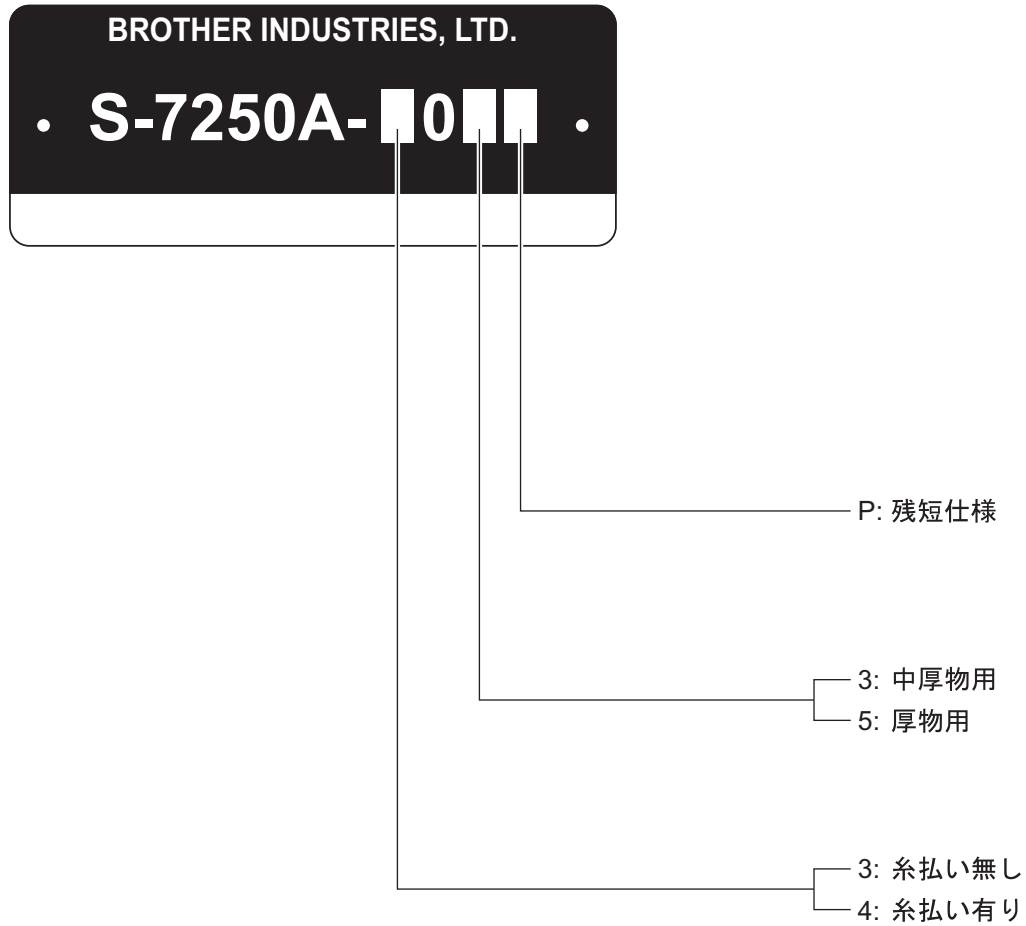 BROTHER INDUSTRIES, LTD.
• S-7250A-■0■■ •
P: 残短仕様
3: 中厚物用
5: 厚物用
3: 糸払い無し
4: 糸払い有り